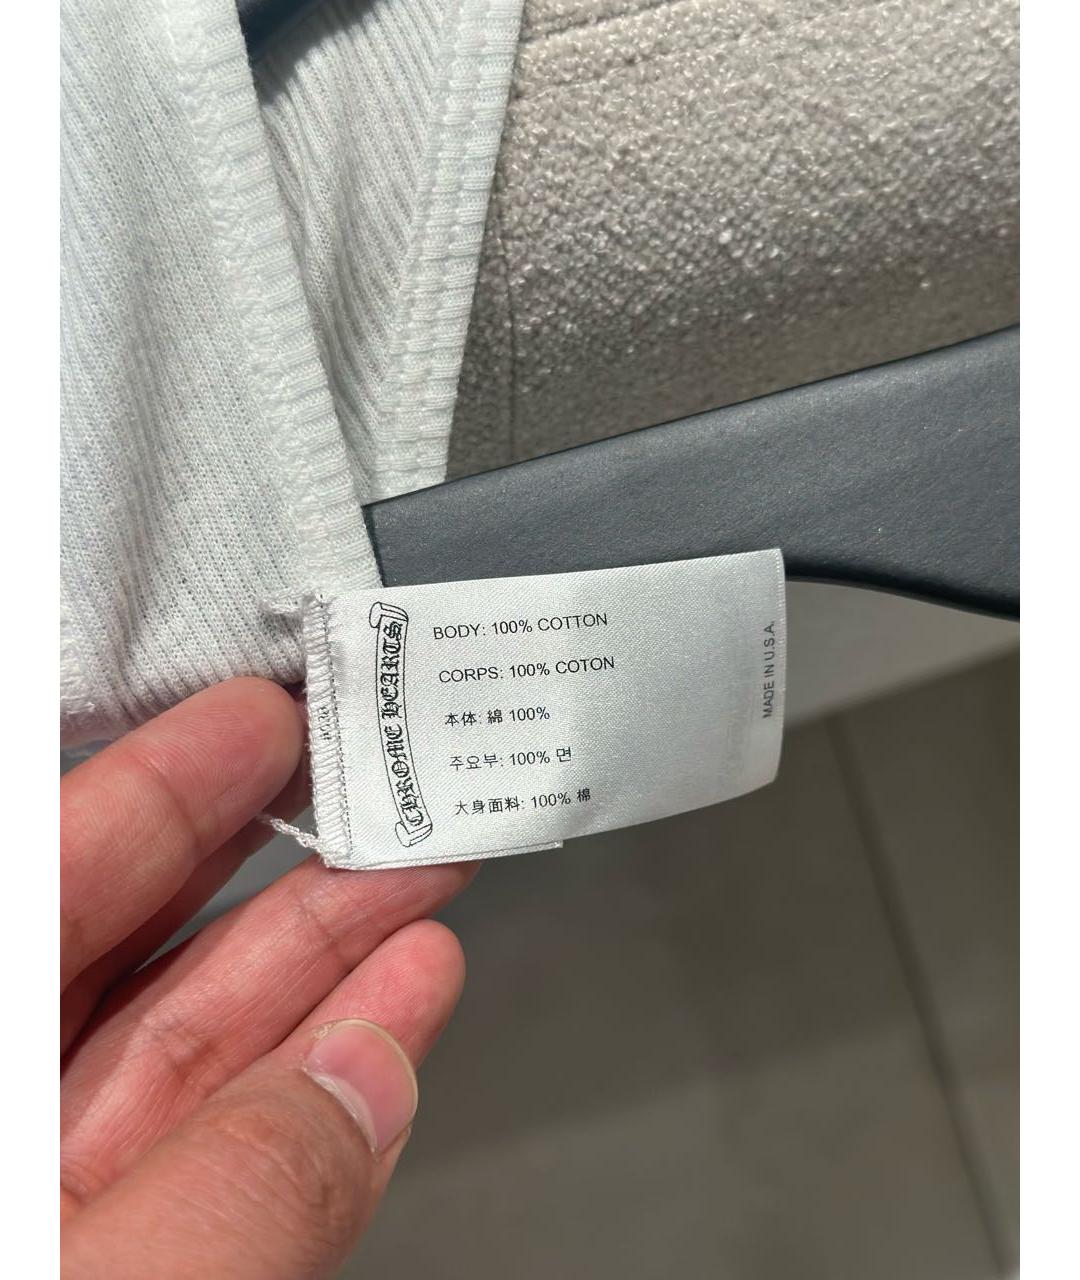 CHROME HEARTS
BODY: 100% COTTON
CORPS: 100% COTON
本体: 綿 100%
주요부: 100% 면
大身面料: 100% 棉
MADE IN U.S.A.